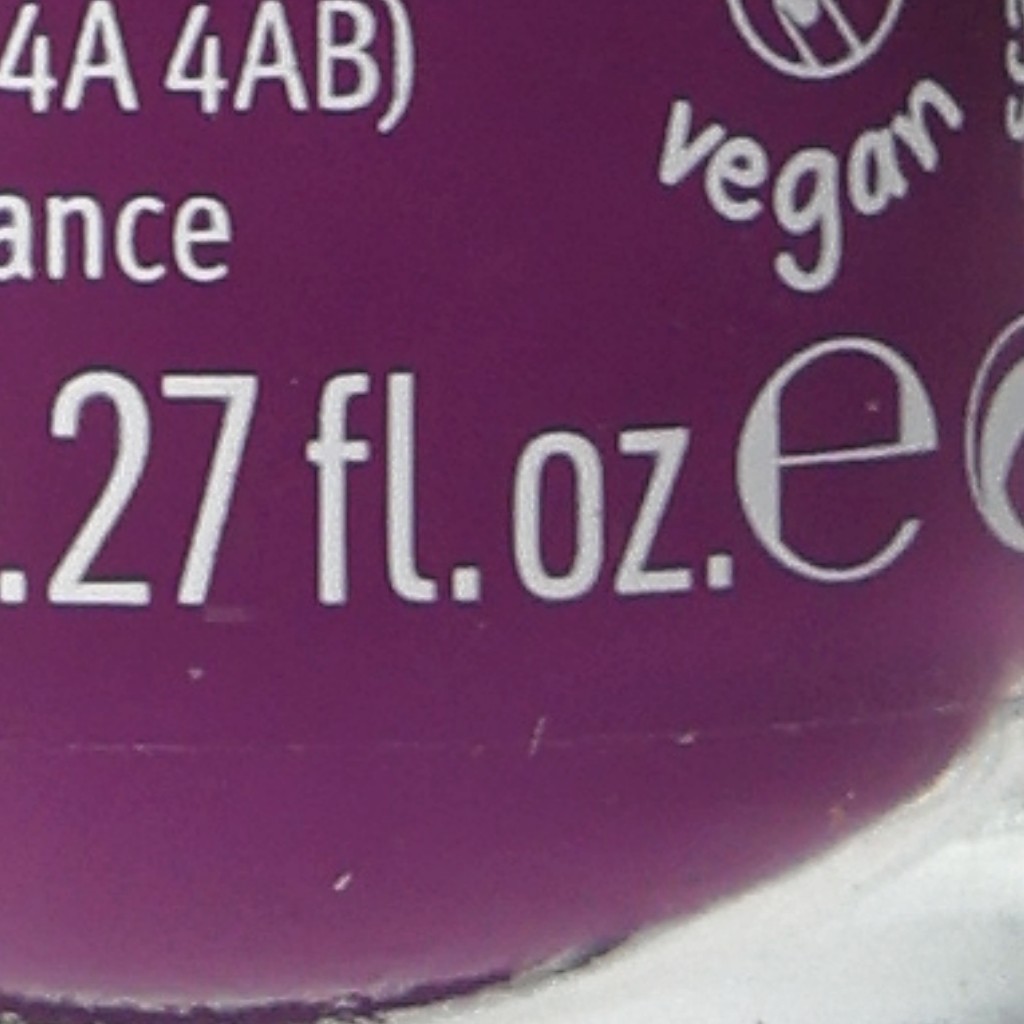 4A 4AB)
vegan
ance
.27 fl.oz.e